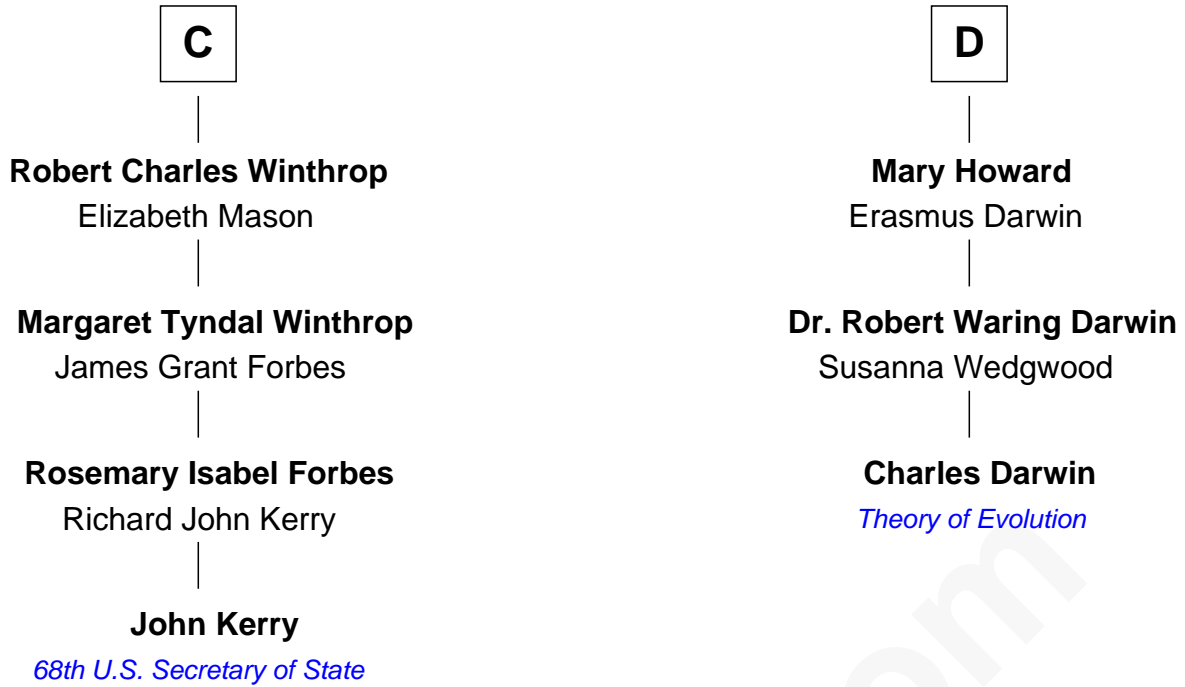 C
Robert Charles Winthrop
Elizabeth Mason
Margaret Tyndal Winthrop
James Grant Forbes
Rosemary Isabel Forbes
Richard John Kerry
John Kerry
68th U.S. Secretary of State
D
Mary Howard
Erasmus Darwin
Dr. Robert Waring Darwin
Susanna Wedgwood
Charles Darwin
Theory of Evolution
om